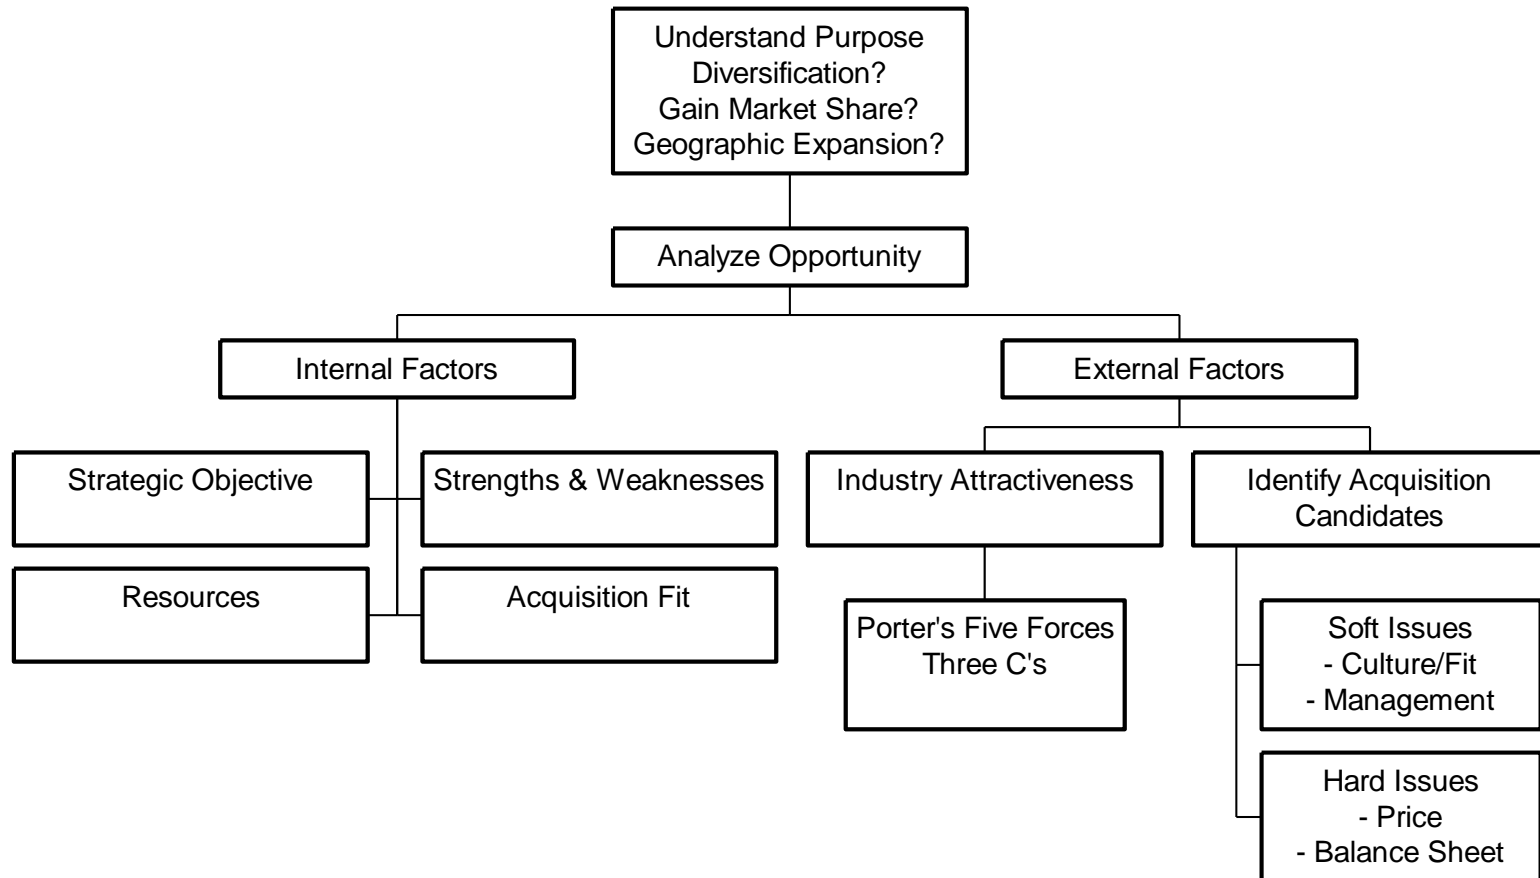 Understand Purpose
Diversification?
Gain Market Share?
Geographic Expansion?
Analyze Opportunity
Internal Factors
External Factors
Strategic Objective
Strengths & Weaknesses
Industry Attractiveness
Identify Acquisition
Candidates
Resources
Acquisition Fit
Porter's Five Forces
Three C's
Soft Issues
- Culture/Fit
- Management
Hard Issues
- Price
- Balance Sheet